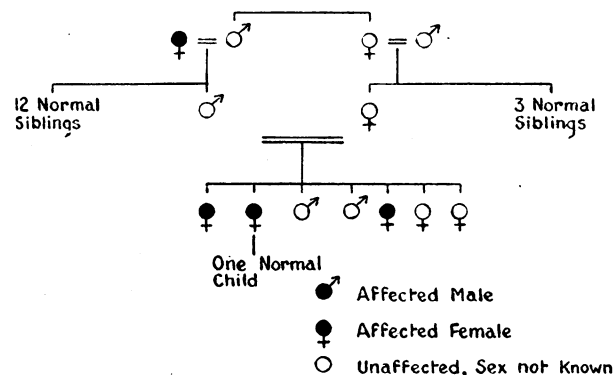 12 Normal
Siblings
3 Normal
Siblings
One Normal
Child
Affected Male
Affected Female
Unaffected, Sex not Known